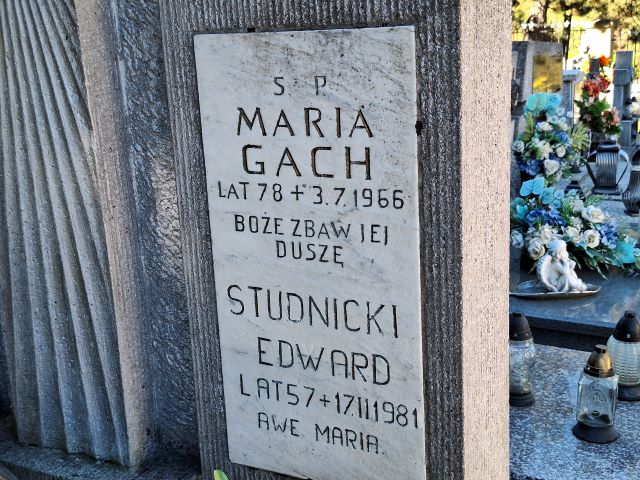 S P
MARIA
GACH
LAT 78 + 3.7.1966
BOŻE ZBAW JEJ
DUSZĘ
STUDNICKI
EDWARD
LAT 57 + 17.II.1981
AWE MARIA